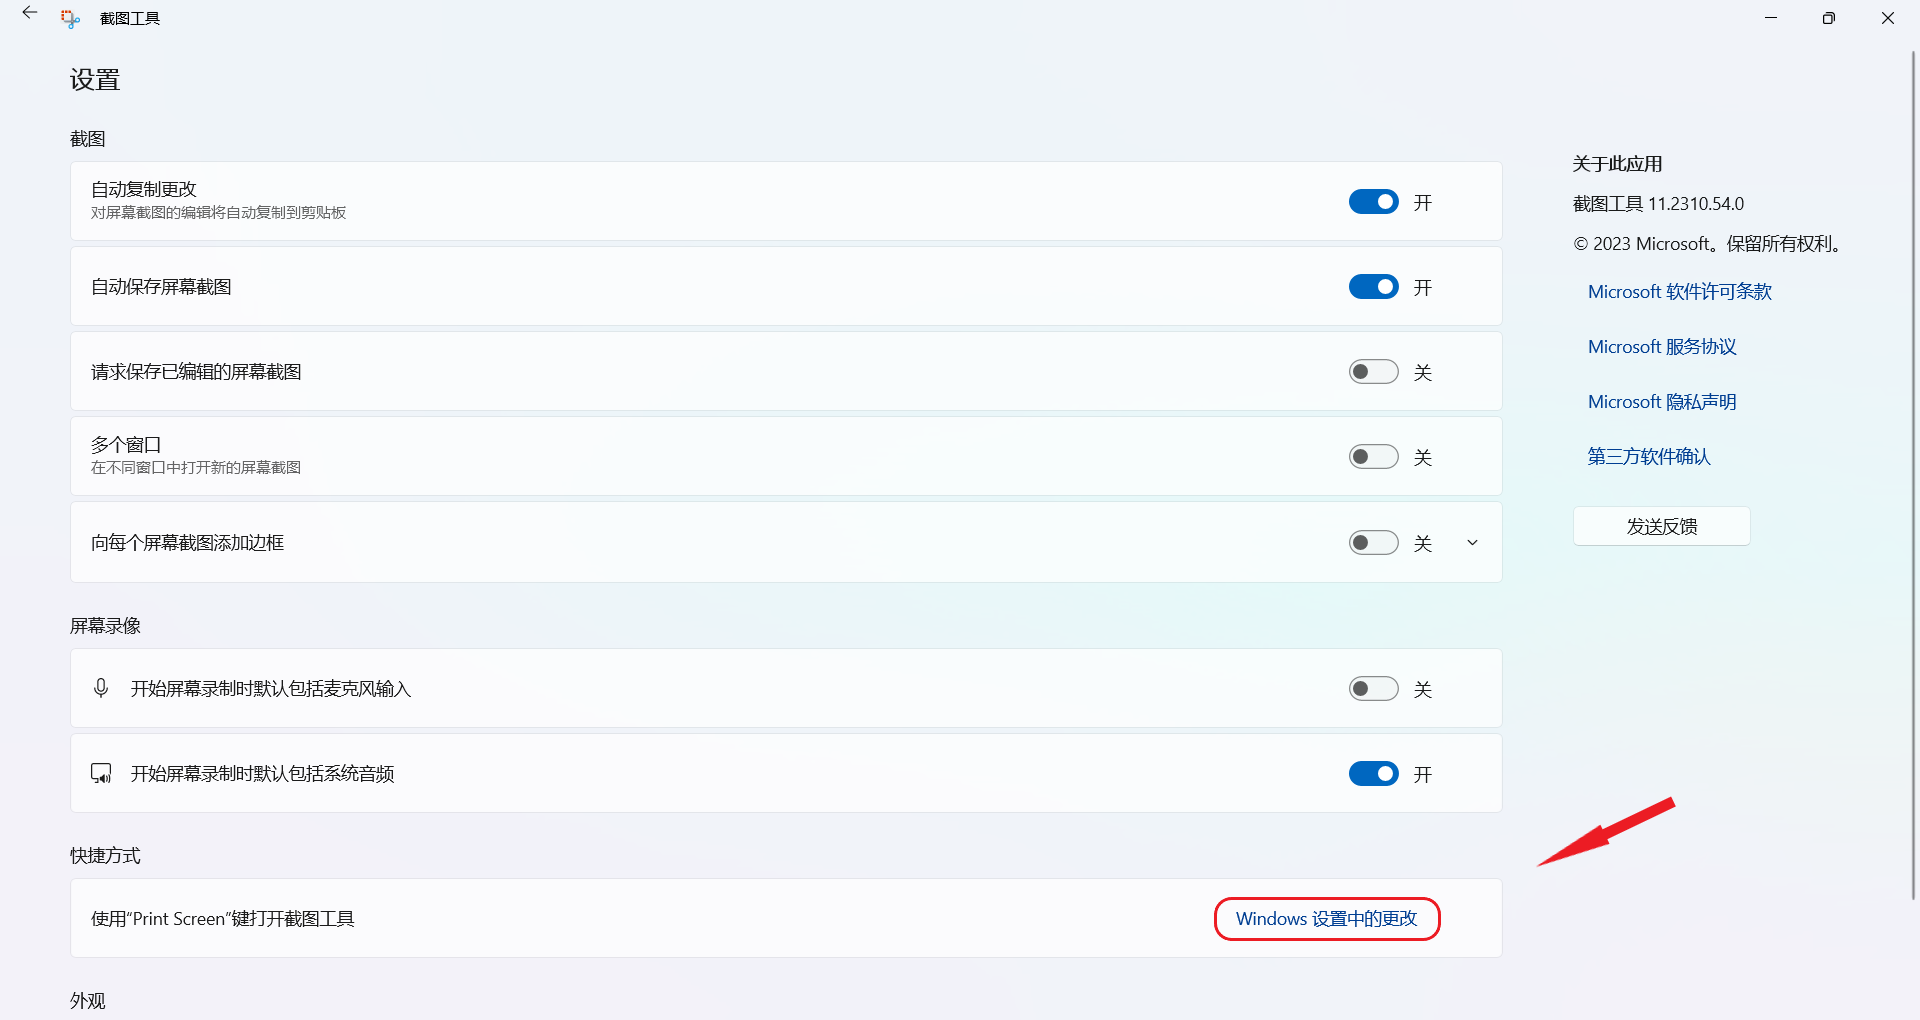 截图工具
设置
截图
自动复制更改
对屏幕截图的编辑将自动复制到剪贴板
开
自动保存屏幕截图
开
请求保存已编辑的屏幕截图
关
多个窗口
在不同窗口中打开新的屏幕截图
关
向每个屏幕截图添加边框
关
屏幕录像
开始屏幕录制时默认包括麦克风输入
关
开始屏幕录制时默认包括系统音频
开
快捷方式
使用“Print Screen”键打开截图工具
Windows 设置中的更改
外观
关于此应用
截图工具 11.2310.54.0
© 2023 Microsoft。保留所有权利。
Microsoft 软件许可条款
Microsoft 服务协议
Microsoft 隐私声明
第三方软件确认
发送反馈